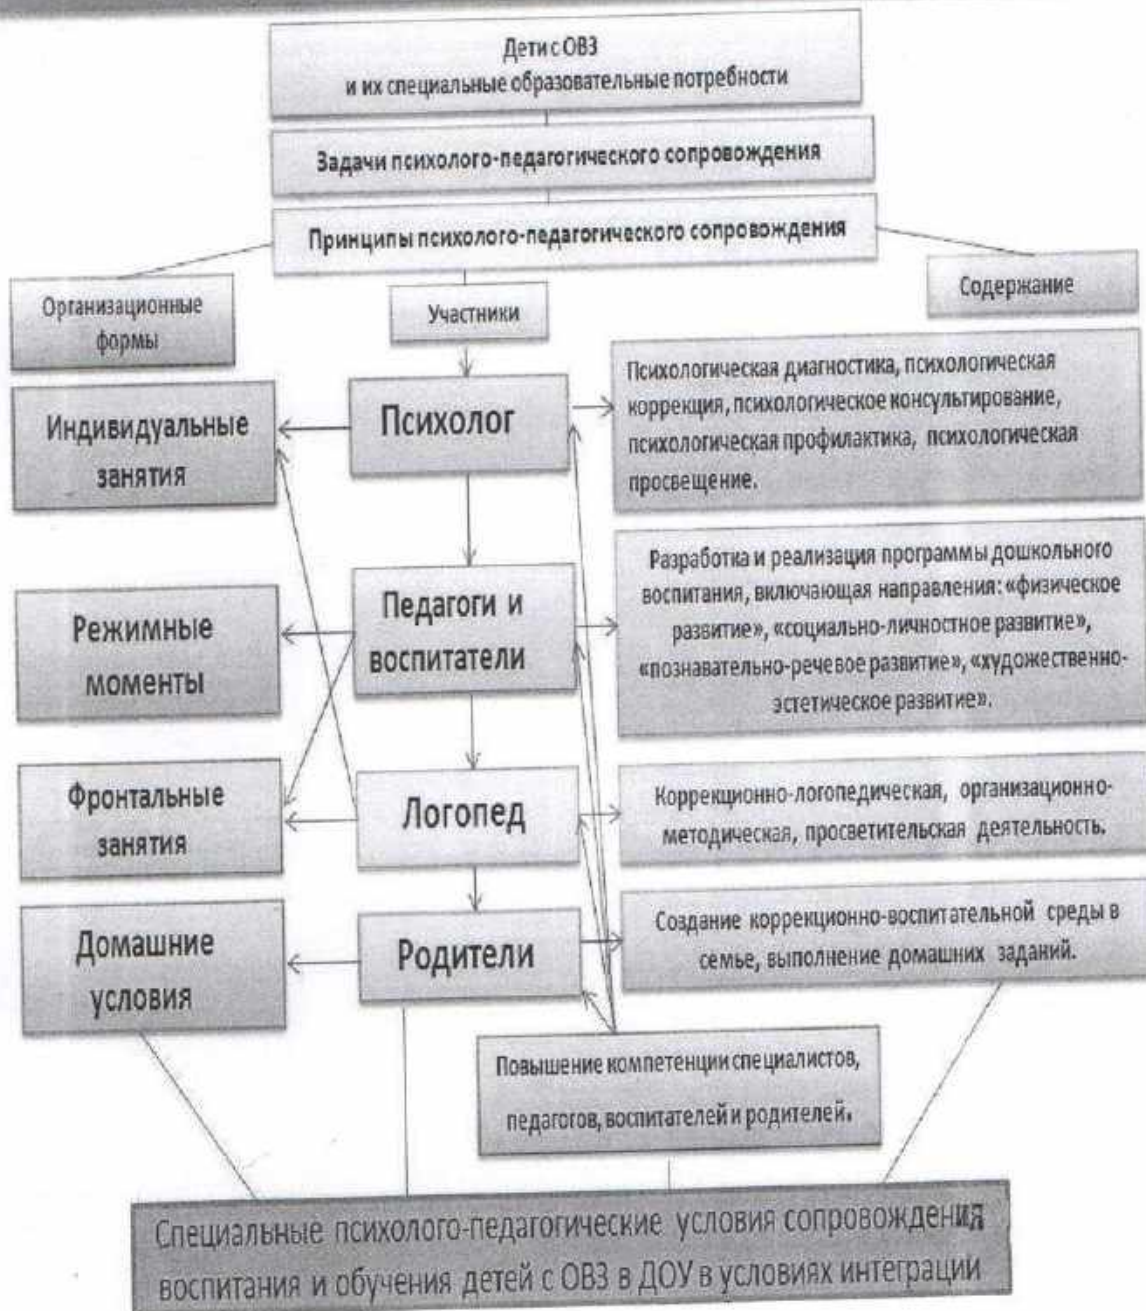 Дети с ОВЗ
и их специальные образовательные потребности
Задачи психолого-педагогического сопровождения
Принципы психолого-педагогического сопровождения
Организационные
формы
Участники
Содержание
Индивидуальные
занятия
Психолог
Психологическая диагностика, психологическая
коррекция, психологическое консультирование,
психологическая профилактика, психологическая
просвещение.
Режимные
моменты
Педагоги и
воспитатели
Разработка и реализация программы дошкольного
воспитания, включающая направления: «физическое
развитие», «социально-личностное развитие»,
«познавательно-речевое развитие», «художественно-
эстетическое развитие».
Фронтальные
занятия
Логопед
Коррекционно-логопедическая, организационно-
методическая, просветительская деятельность.
Домашние
условия
Родители
Создание коррекционно-воспитательной среды в
семье, выполнение домашних заданий.
Повышение компетенции специалистов,
педагогов, воспитателей и родителей.
Специальные психолого-педагогические условия сопровождения
воспитания и обучения детей с ОВЗ в ДОУ в условиях интеграции